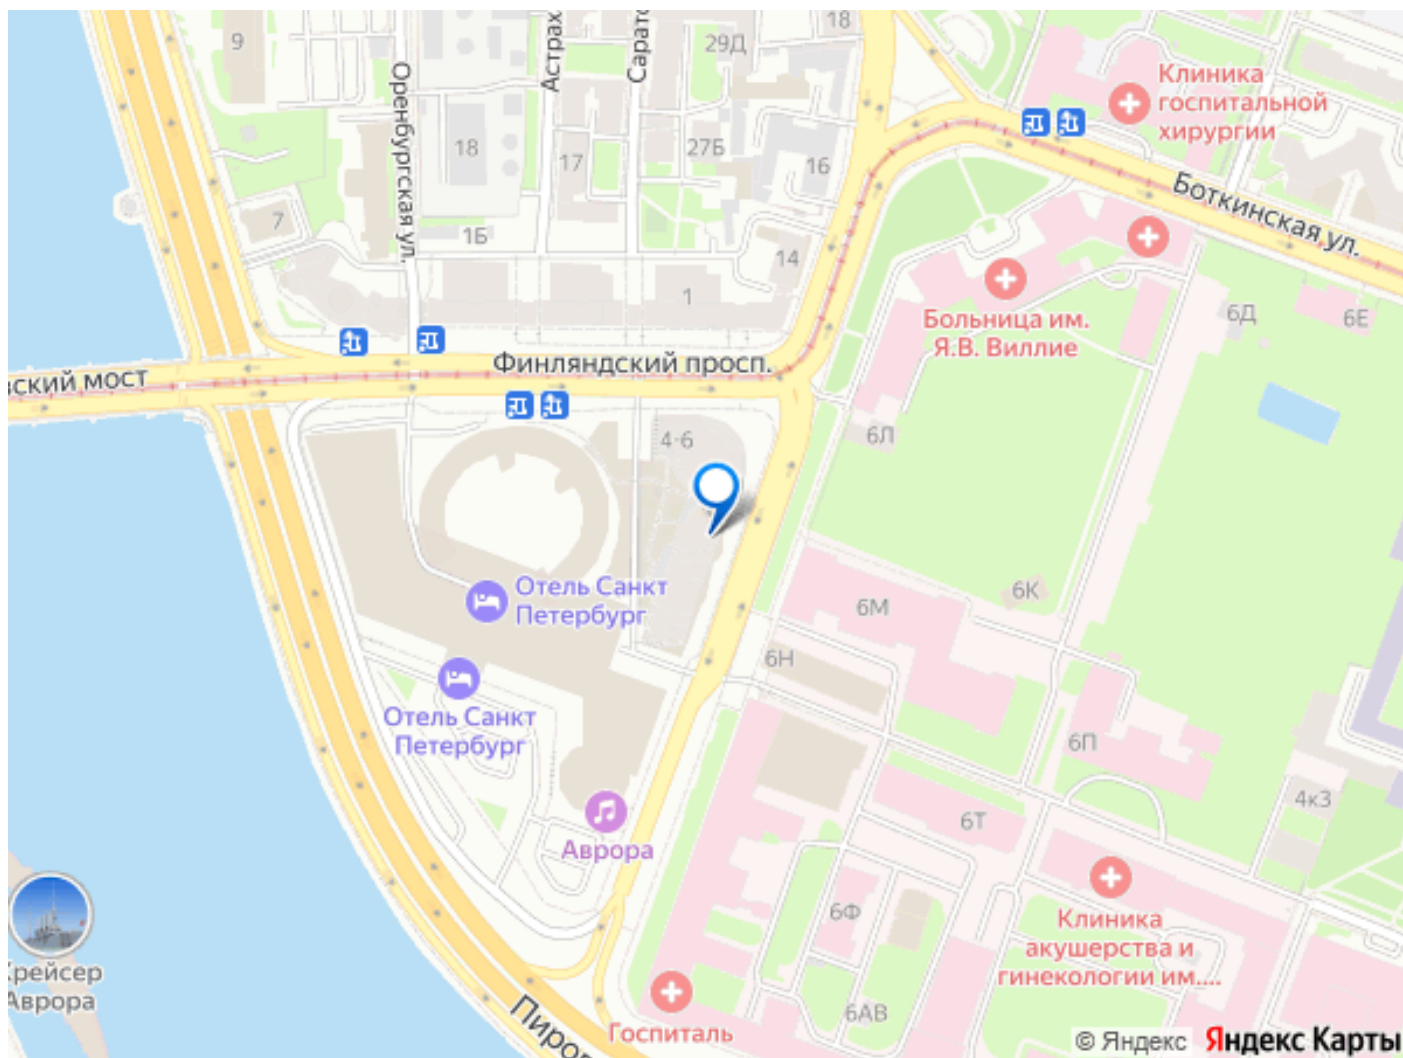 9
Оренбургская ул.
Астрах
Сарато
29Д
18
Клиника
госпитальной
хирургии
18
17
27Б
16
Боткинская ул.
7
1Б
14
1
6Д
6Е
Больница им.
Я.В. Виллие
Финляндский просп.
вский мост
4-6
6Л
Отель Санкт
Петербург
6М
6К
6Н
Отель Санкт
Петербург
6П
4к3
6Т
Аврора
6Ф
Клиника
акушерства и
гинекологии им....
Крейсер
Аврора
Пирог
Госпиталь
6АВ
© Яндекс Яндекс Карты